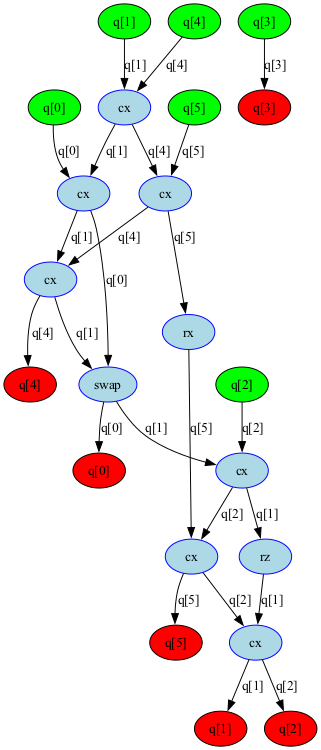 q[1] q[4] q[3]
q[1] q[4] q[3]
q[0] cx q[5] q[3]
q[0] q[1] q[4] q[5]
cx cx
q[1] q[4] q[5]
cx q[0]
q[4] q[1] rx
q[4] swap q[2]
q[0] q[1] q[5] q[2]
q[0] cx
q[2] q[1]
cx rz
q[5] q[2] q[1]
q[5] cx
q[1] q[2]
q[1] q[2]